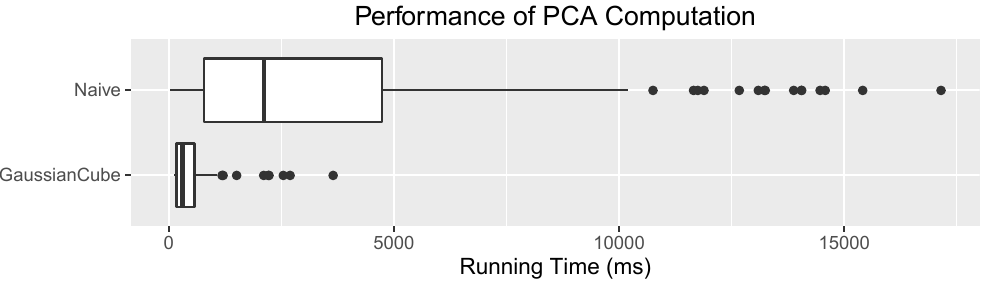 Performance of PCA Computation
Naive
GaussianCube
0 5000 10000 15000
Running Time (ms)